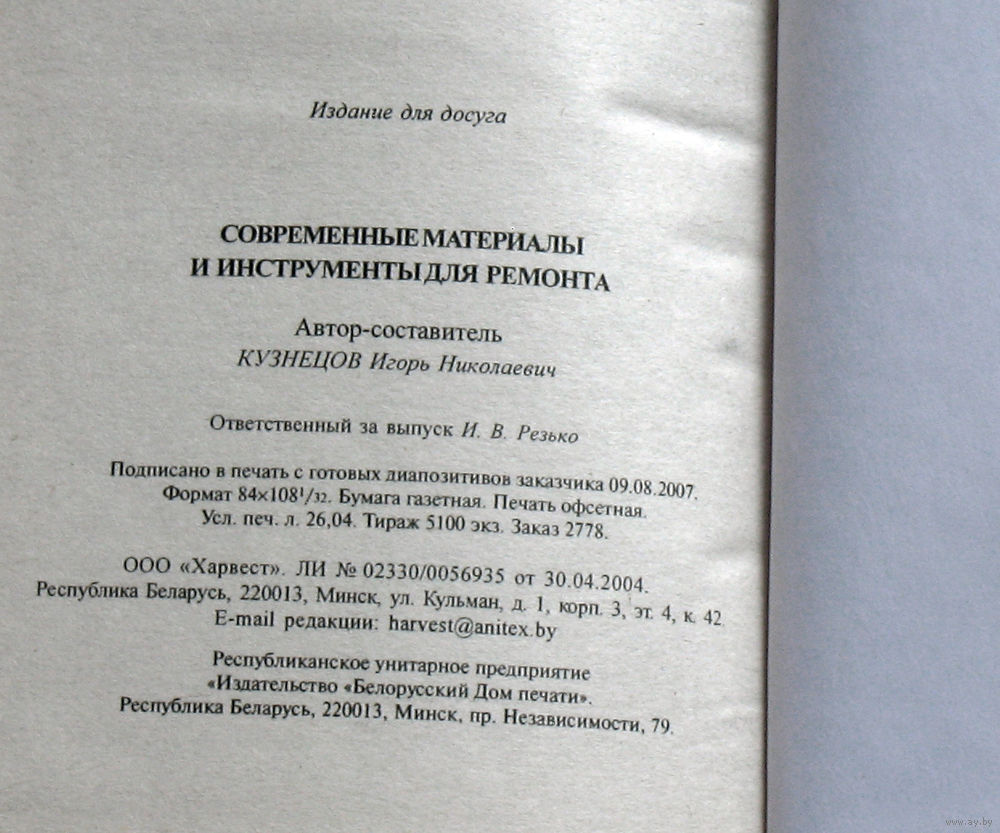 Издание для досуга
СОВРЕМЕННЫЕ МАТЕРИАЛЫ
И ИНСТРУМЕНТЫ ДЛЯ РЕМОНТА
Автор-составитель
КУЗНЕЦОВ Игорь Николаевич
Ответственный за выпуск И. В. Резько
Подписано в печать с готовых диапозитивов заказчика 09.08.2007.
Формат 84×108¹/₃₂. Бумага газетная. Печать офсетная.
Усл. печ. л. 26,04. Тираж 5100 экз. Заказ 2778.
ООО «Харвест». ЛИ № 02330/0056935 от 30.04.2004.
Республика Беларусь, 220013, Минск, ул. Кульман, д. 1, корп. 3, эт. 4, к. 42.
E-mail редакции: harvest@anitex.by
Республиканское унитарное предприятие
«Издательство «Белорусский Дом печати».
Республика Беларусь, 220013, Минск, пр. Независимости, 79.
www.ay.by